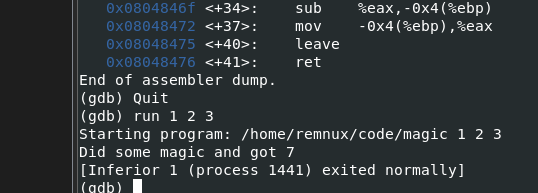 0x0804846f <+34>: sub %eax,-0x4(%ebp)
0x08048472 <+37>: mov -0x4(%ebp),%eax
0x08048475 <+40>: leave
0x08048476 <+41>: ret
End of assembler dump.
(gdb) Quit
(gdb) run 1 2 3
Starting program: /home/remnux/code/magic 1 2 3
Did some magic and got 7
[Inferior 1 (process 1441) exited normally]
(gdb)